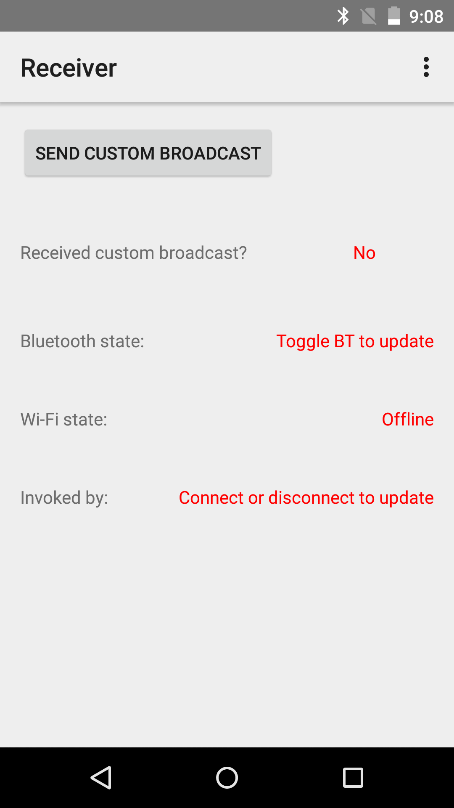 9:08
Receiver
SEND CUSTOM BROADCAST
Received custom broadcast? No
Bluetooth state: Toggle BT to update
Wi-Fi state: Offline
Invoked by: Connect or disconnect to update